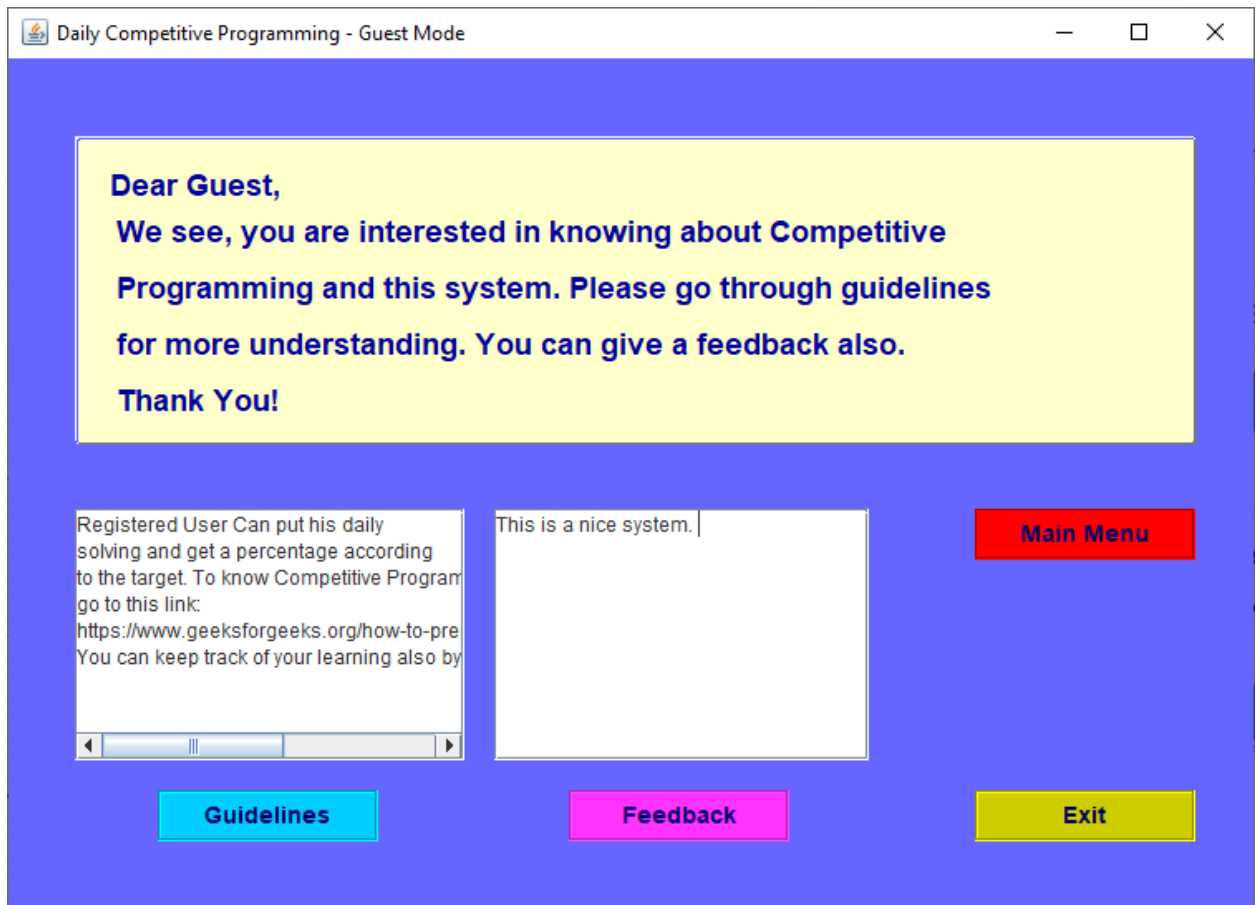 Daily Competitive Programming - Guest Mode
Dear Guest,
We see, you are interested in knowing about Competitive
Programming and this system. Please go through guidelines
for more understanding. You can give a feedback also.
Thank You!
Registered User Can put his daily
solving and get a percentage according
to the target. To know Competitive Program
go to this link:
https://www.geeksforgeeks.org/how-to-pre
You can keep track of your learning also by
This is a nice system.
Main Menu
Guidelines
Feedback
Exit